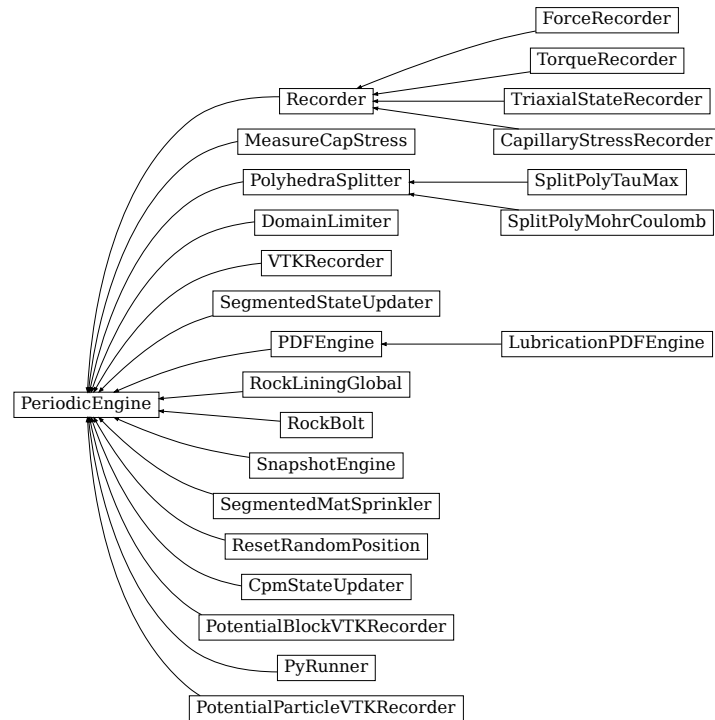 ForceRecorder
TorqueRecorder
Recorder
TriaxialStateRecorder
MeasureCapStress
CapillaryStressRecorder
PolyhedraSplitter
SplitPolyTauMax
DomainLimiter
SplitPolyMohrCoulomb
VTKRecorder
SegmentedStateUpdater
PDFEngine
LubricationPDFEngine
RockLiningGlobal
PeriodicEngine
RockBolt
SnapshotEngine
SegmentedMatSprinkler
ResetRandomPosition
CpmStateUpdater
PotentialBlockVTKRecorder
PyRunner
PotentialParticleVTKRecorder